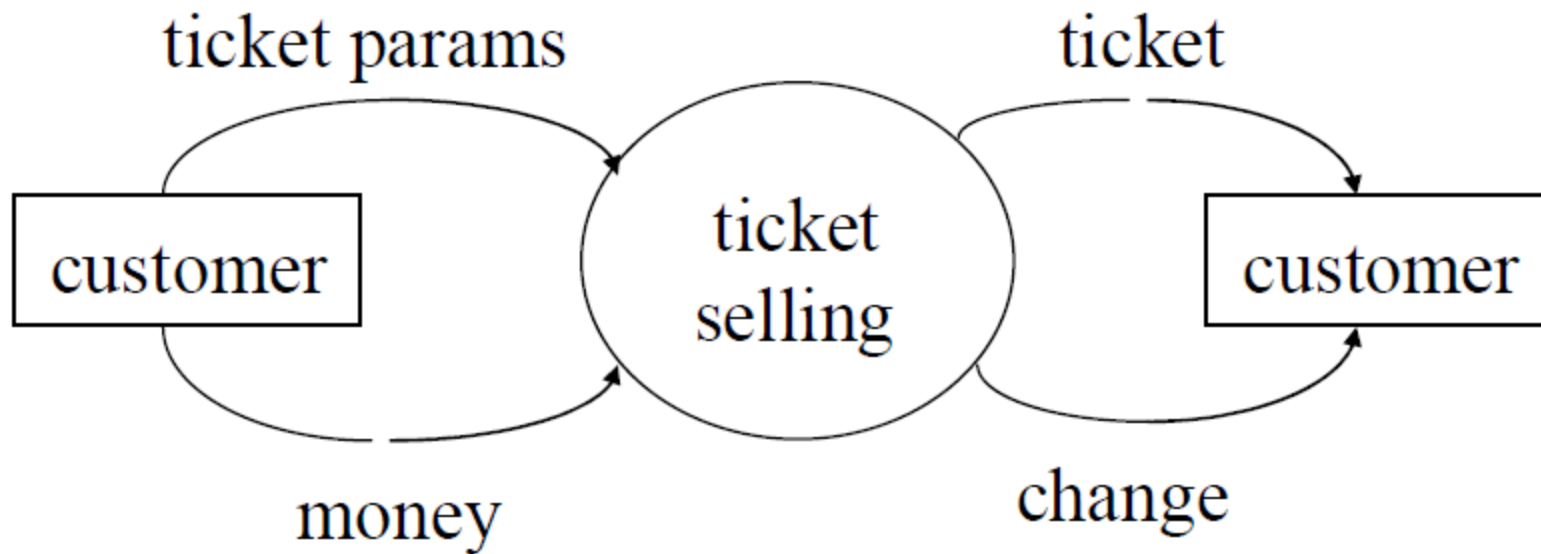 ticket params
ticket
customer
ticket
selling
customer
money
change